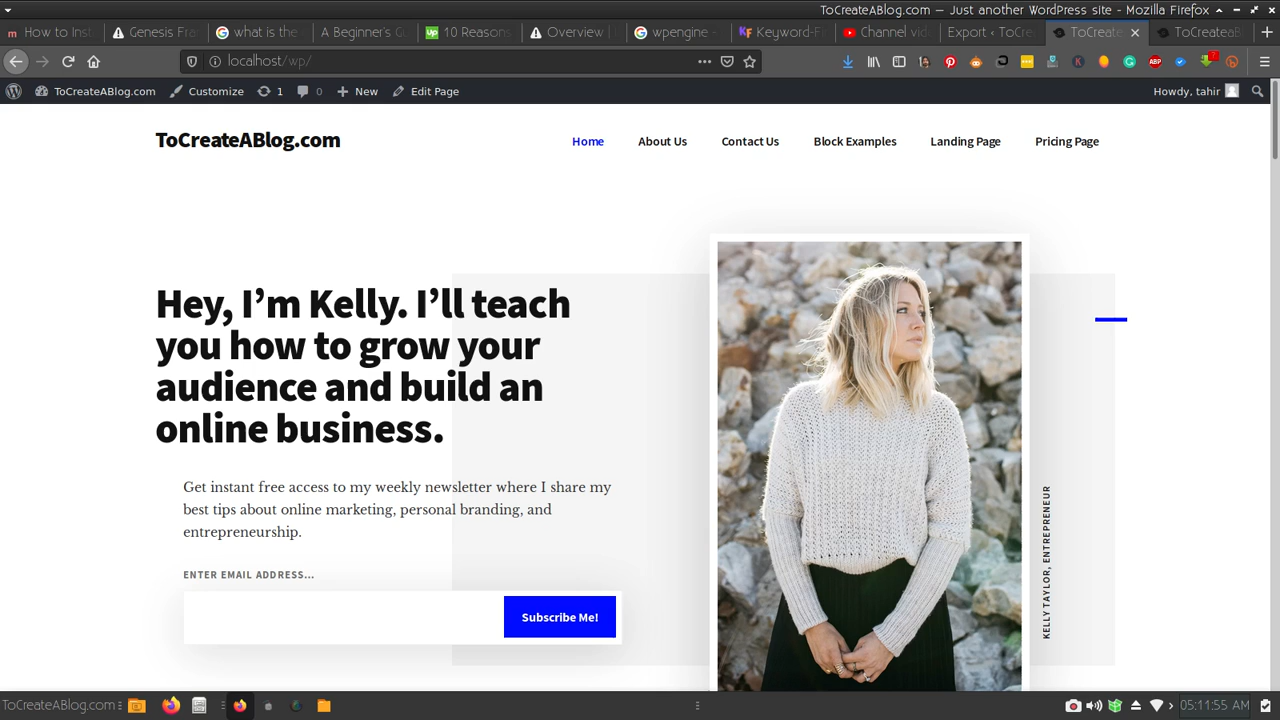 ToCreateABlog.com — Just another WordPress site - Mozilla Firefox
How to Inst
Genesis Fra
what is the
A Beginner's G
10 Reasons
Overview |
wpengine -
Keyword-F
Channel vid
Export ‹ ToCre
ToCreate
ToCreateaB
localhost/wp/
ToCreateABlog.com
Customize
1
0
New
Edit Page
Howdy, tahir
ToCreateABlog.com
Home
About Us
Contact Us
Block Examples
Landing Page
Pricing Page
Hey, I’m Kelly. I’ll teach
you how to grow your
audience and build an
online business.
Get instant free access to my weekly newsletter where I share my
best tips about online marketing, personal branding, and
entrepreneurship.
ENTER EMAIL ADDRESS...
Subscribe Me!
KELLY TAYLOR, ENTREPRENEUR
ToCreateABlog.com
05:11:55 AM